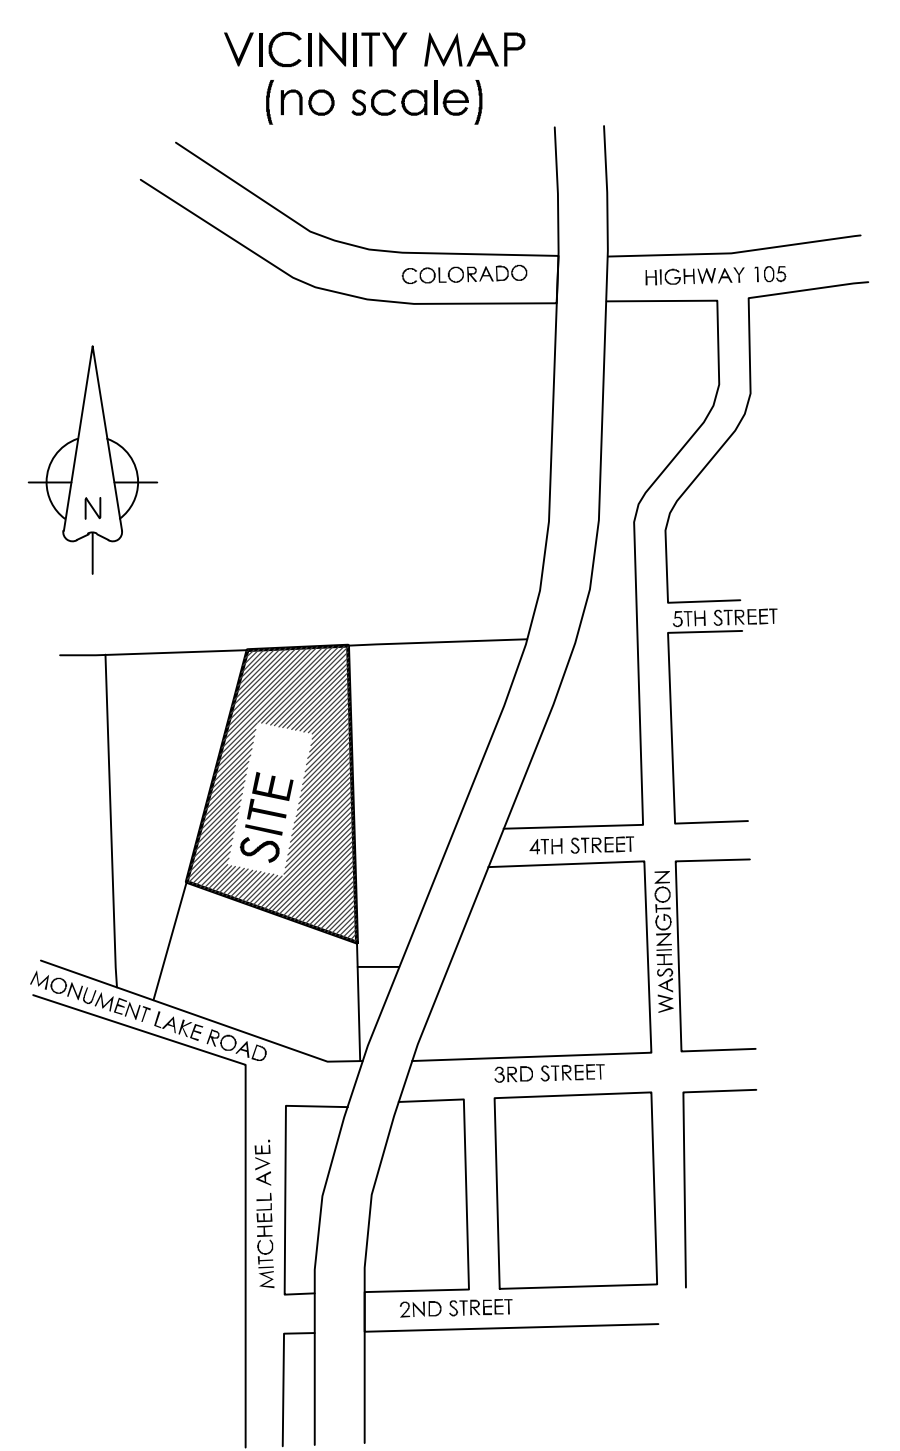 VICINITY MAP
(no scale)
COLORADO HIGHWAY 105
N
5TH STREET
SITE
4TH STREET
WASHINGTON
MONUMENT LAKE ROAD
3RD STREET
MITCHELL AVE.
2ND STREET